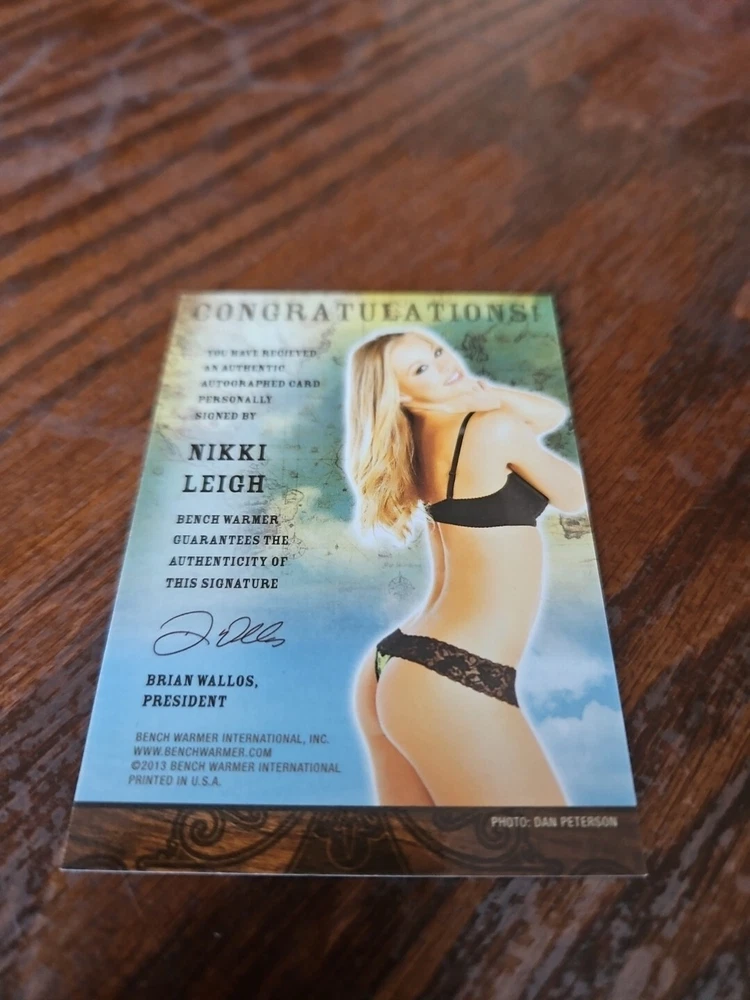 CONGRATULATIONS!
YOU HAVE RECIEVED
AN AUTHENTIC
AUTOGRAPHED CARD
PERSONALLY
SIGNED BY
NIKKI
LEIGH
BENCH WARMER
GUARANTEES THE
AUTHENTICITY OF
THIS SIGNATURE
BRIAN WALLOS,
PRESIDENT
BENCH WARMER INTERNATIONAL, INC.
WWW.BENCHWARMER.COM
©2013 BENCH WARMER INTERNATIONAL
PRINTED IN U.S.A.
PHOTO: DAN PETERSON